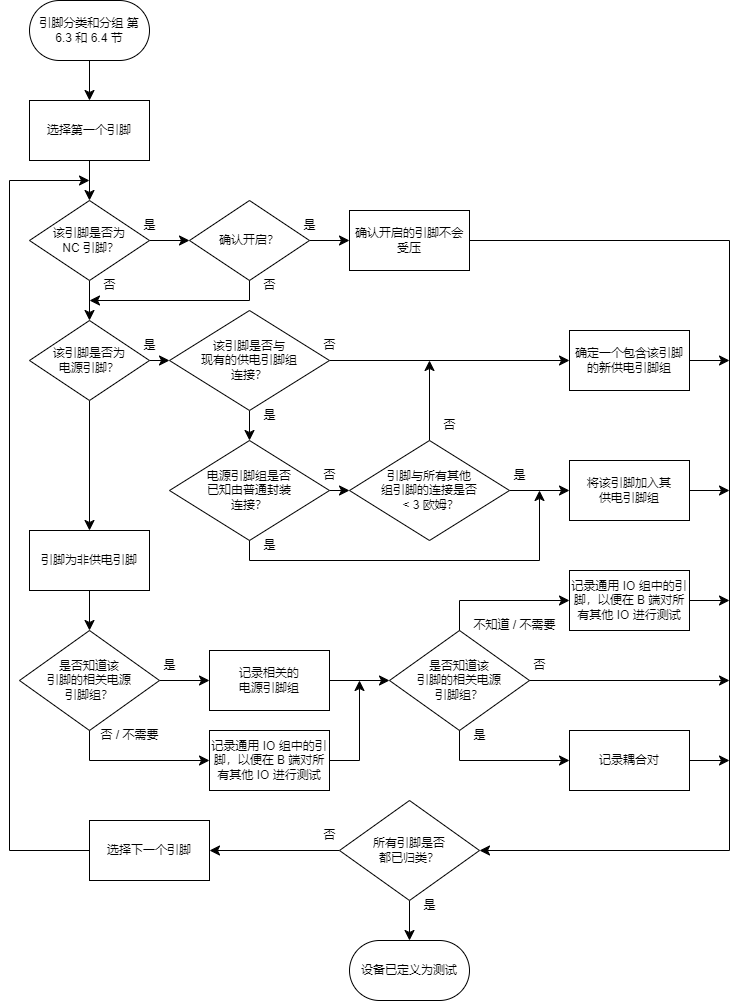 引脚分类和分组 第
6.3 和 6.4 节
选择第一个引脚
该引脚是否为
NC 引脚？
是
确认开启？
是
确认开启的引脚不会
受压
否
否
该引脚是否为
电源引脚？
是
该引脚是否与
现有的供电引脚组
连接？
否
确定一个包含该引脚
的新供电引脚组
是
否
电源引脚组是否
已知由普通封装
连接？
否
引脚与所有其他
组引脚的连接是否
< 3 欧姆？
是
将该引脚加入其
供电引脚组
是
引脚为非供电引脚
记录通用 IO 组中的引
脚，以便在 B 端对所
有其他 IO 进行测试
不知道 / 不需要
是否知道该
引脚的相关电源
引脚组？
是
记录相关的
电源引脚组
是否知道该
引脚的相关电源
引脚组？
否
否 / 不需要
记录通用 IO 组中的引
脚，以便在 B 端对所
有其他 IO 进行测试
是
记录耦合对
选择下一个引脚
否
所有引脚是否
都已归类？
是
设备已定义为测试